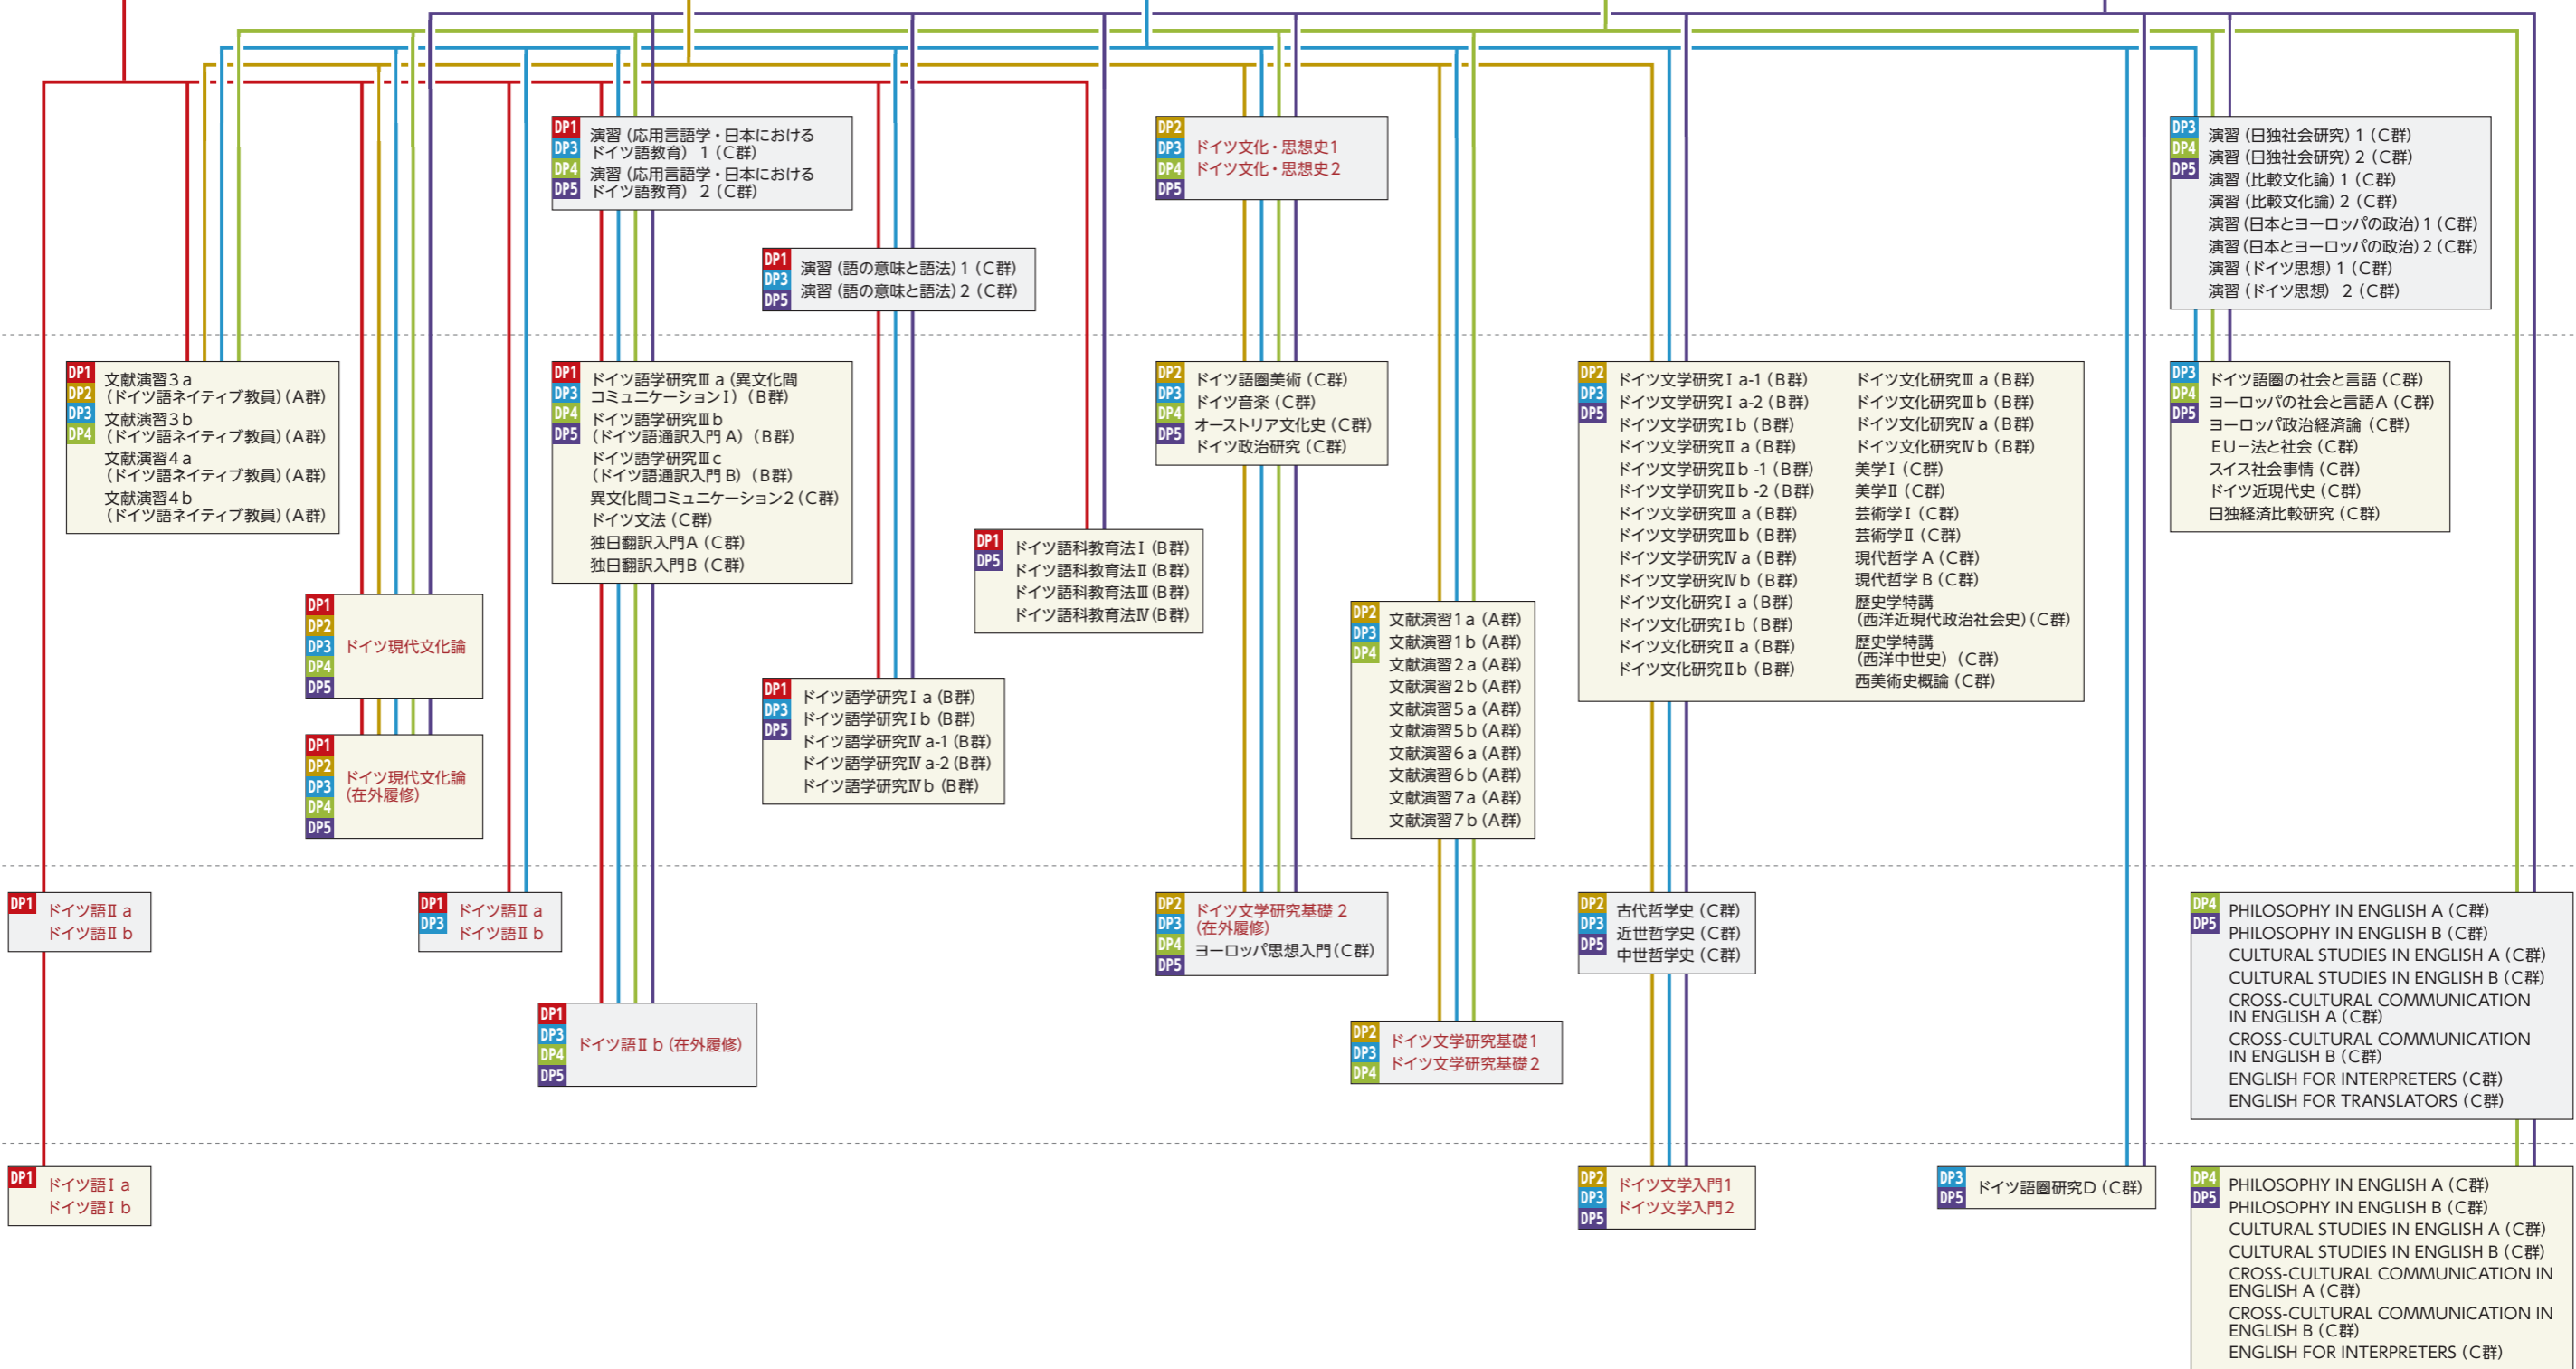 DP1
DP3
DP4
DP5
演習（応用言語学・日本における
ドイツ語教育） 1（C群）
演習（応用言語学・日本における
ドイツ語教育） 2（C群）
DP2
DP3
DP4
DP5
ドイツ文化・思想史1
ドイツ文化・思想史2
DP3
DP4
DP5
演習（日独社会研究）1（C群）
演習（日独社会研究）2（C群）
演習（比較文化論）1（C群）
演習（比較文化論）2（C群）
演習（日本とヨーロッパの政治）1（C群）
演習（日本とヨーロッパの政治）2（C群）
演習（ドイツ思想）1（C群）
演習（ドイツ思想） 2（C群）
DP1
DP3
DP5
演習（語の意味と語法）1（C群）
演習（語の意味と語法）2（C群）
DP1
DP2
DP3
DP4
文献演習3a
（ドイツ語ネイティブ教員）（A群）
文献演習3b
（ドイツ語ネイティブ教員）（A群）
文献演習4a
（ドイツ語ネイティブ教員）（A群）
文献演習4b
（ドイツ語ネイティブ教員）（A群）
DP1
DP3
DP4
DP5
ドイツ語学研究Ⅲa（異文化間
コミュニケーションⅠ）（B群）
ドイツ語学研究Ⅲb
（ドイツ語通訳入門A）（B群）
ドイツ語学研究Ⅲc
（ドイツ語通訳入門B）（B群）
異文化間コミュニケーション2（C群）
ドイツ文法（C群）
独日翻訳入門A（C群）
独日翻訳入門B（C群）
DP2
DP3
DP4
DP5
ドイツ語圏美術（C群）
ドイツ音楽（C群）
オーストリア文化史（C群）
ドイツ政治研究（C群）
DP2
DP3
DP5
ドイツ文学研究Ⅰa-1（B群）
ドイツ文学研究Ⅰa-2（B群）
ドイツ文学研究Ⅰb（B群）
ドイツ文学研究Ⅱa（B群）
ドイツ文学研究Ⅱb-1（B群）
ドイツ文学研究Ⅱb-2（B群）
ドイツ文学研究Ⅲa（B群）
ドイツ文学研究Ⅲb（B群）
ドイツ文学研究Ⅳa（B群）
ドイツ文学研究Ⅳb（B群）
ドイツ文化研究Ⅰa（B群）
ドイツ文化研究Ⅰb（B群）
ドイツ文化研究Ⅱa（B群）
ドイツ文化研究Ⅱb（B群）
ドイツ文化研究Ⅲa（B群）
ドイツ文化研究Ⅲb（B群）
ドイツ文化研究Ⅳa（B群）
ドイツ文化研究Ⅳb（B群）
美学Ⅰ（C群）
美学Ⅱ（C群）
芸術学Ⅰ（C群）
芸術学Ⅱ（C群）
現代哲学A（C群）
現代哲学B（C群）
歴史学特講
（西洋近現代政治社会史）（C群）
歴史学特講
（西洋中世史）（C群）
西美術史概論（C群）
DP3
DP4
DP5
ドイツ語圏の社会と言語（C群）
ヨーロッパの社会と言語A（C群）
ヨーロッパ政治経済論（C群）
EU－法と社会（C群）
スイス社会事情（C群）
ドイツ近現代史（C群）
日独経済比較研究（C群）
DP1
DP5
ドイツ語科教育法Ⅰ（B群）
ドイツ語科教育法Ⅱ（B群）
ドイツ語科教育法Ⅲ（B群）
ドイツ語科教育法Ⅳ（B群）
DP1
DP2
DP3
DP4
DP5
ドイツ現代文化論
DP2
DP3
DP4
文献演習1a（A群）
文献演習1b（A群）
文献演習2a（A群）
文献演習2b（A群）
文献演習5a（A群）
文献演習5b（A群）
文献演習6a（A群）
文献演習6b（A群）
文献演習7a（A群）
文献演習7b（A群）
DP1
DP3
DP5
ドイツ語学研究Ⅰa（B群）
ドイツ語学研究Ⅰb（B群）
ドイツ語学研究Ⅳa-1（B群）
ドイツ語学研究Ⅳa-2（B群）
ドイツ語学研究Ⅳb（B群）
DP1
DP2
DP3
DP4
DP5
ドイツ現代文化論
（在外履修）
DP1
ドイツ語Ⅱa
ドイツ語Ⅱb
DP1
DP3
ドイツ語Ⅱa
ドイツ語Ⅱb
DP2
DP3
DP4
DP5
ドイツ文学研究基礎2
（在外履修）
ヨーロッパ思想入門（C群）
DP2
DP3
DP5
古代哲学史（C群）
近世哲学史（C群）
中世哲学史（C群）
DP4
DP5
PHILOSOPHY IN ENGLISH A（C群）
PHILOSOPHY IN ENGLISH B（C群）
CULTURAL STUDIES IN ENGLISH A（C群）
CULTURAL STUDIES IN ENGLISH B（C群）
CROSS-CULTURAL COMMUNICATION
IN ENGLISH A（C群）
CROSS-CULTURAL COMMUNICATION
IN ENGLISH B（C群）
ENGLISH FOR INTERPRETERS（C群）
ENGLISH FOR TRANSLATORS（C群）
DP1
DP3
DP4
DP5
ドイツ語Ⅱb（在外履修）
DP2
DP3
DP4
ドイツ文学研究基礎1
ドイツ文学研究基礎2
DP1
ドイツ語Ⅰa
ドイツ語Ⅰb
DP2
DP3
DP5
ドイツ文学入門1
ドイツ文学入門2
DP3
DP5
ドイツ語圏研究D（C群）
DP4
DP5
PHILOSOPHY IN ENGLISH A（C群）
PHILOSOPHY IN ENGLISH B（C群）
CULTURAL STUDIES IN ENGLISH A（C群）
CULTURAL STUDIES IN ENGLISH B（C群）
CROSS-CULTURAL COMMUNICATION IN
ENGLISH A（C群）
CROSS-CULTURAL COMMUNICATION IN
ENGLISH B（C群）
ENGLISH FOR INTERPRETERS（C群）